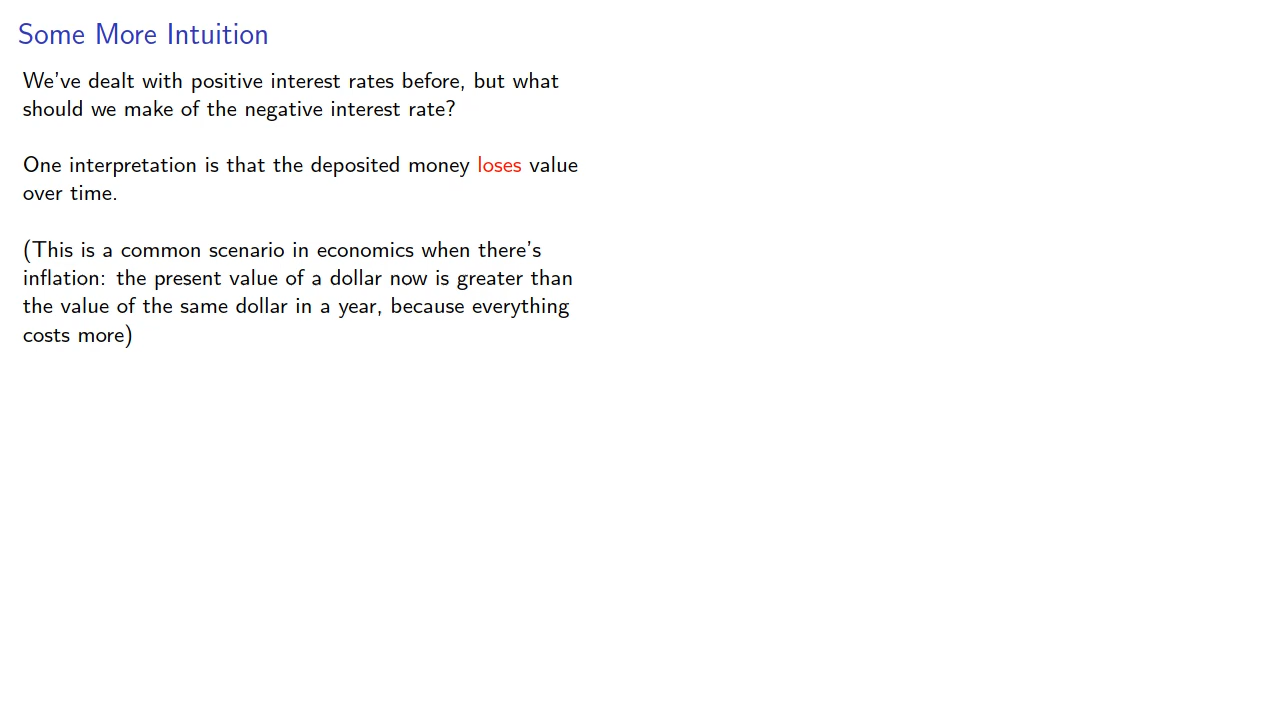 Some More Intuition
We've dealt with positive interest rates before, but what
should we make of the negative interest rate?
One interpretation is that the deposited money loses value
over time.
(This is a common scenario in economics when there's
inflation: the present value of a dollar now is greater than
the value of the same dollar in a year, because everything
costs more)